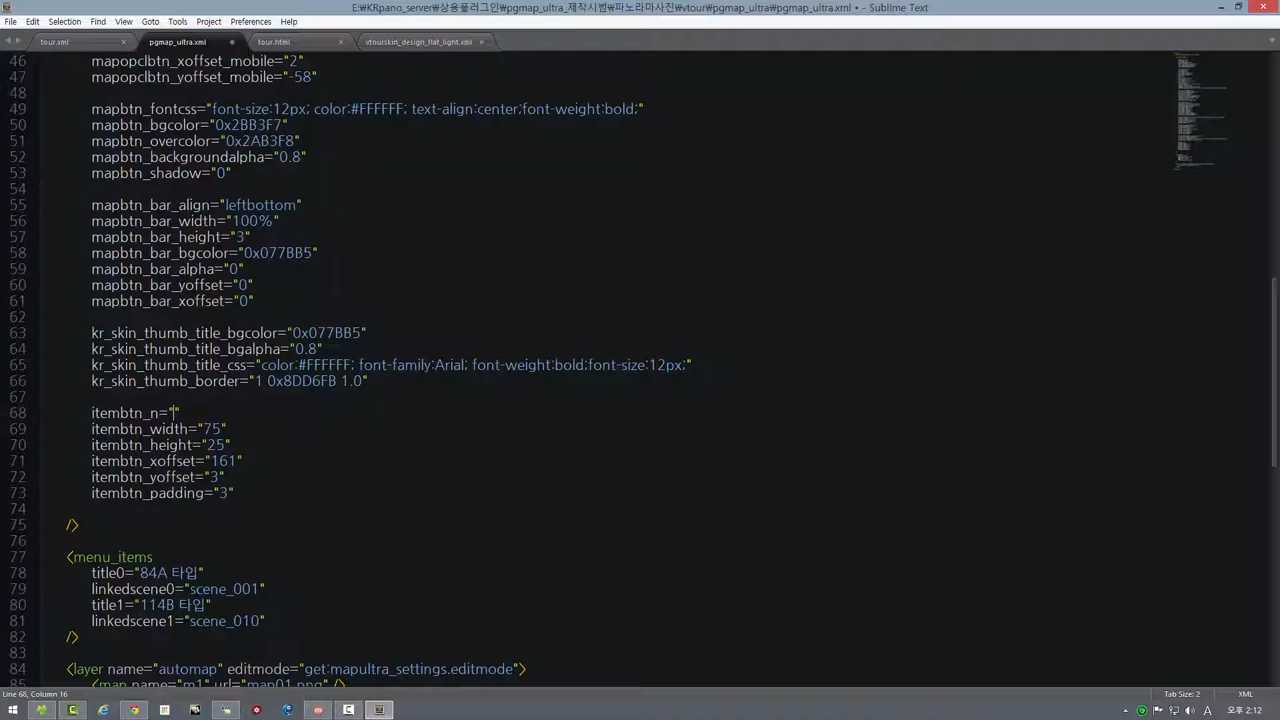 E:\KRpano_server\상용플러그인\pgmap_ultra_제작시범\파노라마사진\vtour\pgmap_ultra\pgmap_ultra.xml • - Sublime Text
File Edit Selection Find View Goto Tools Project Preferences Help
tour.xml pgmap_ultra.xml tour.html vtourskin_design_flat_light.xml
46 mapopclbtn_xoffset_mobile="2"
47 mapopclbtn_yoffset_mobile="-58"
48
49 mapbtn_fontcss="font-size:12px; color:#FFFFFF; text-align:center;font-weight:bold;"
50 mapbtn_bgcolor="0x2BB3F7"
51 mapbtn_overcolor="0x2AB3F8"
52 mapbtn_backgroundalpha="0.8"
53 mapbtn_shadow="0"
54
55 mapbtn_bar_align="leftbottom"
56 mapbtn_bar_width="100%"
57 mapbtn_bar_height="3"
58 mapbtn_bar_bgcolor="0x077BB5"
59 mapbtn_bar_alpha="0"
60 mapbtn_bar_yoffset="0"
61 mapbtn_bar_xoffset="0"
62
63 kr_skin_thumb_title_bgcolor="0x077BB5"
64 kr_skin_thumb_title_bgalpha="0.8"
65 kr_skin_thumb_title_css="color:#FFFFFF; font-family:Arial; font-weight:bold;font-size:12px;"
66 kr_skin_thumb_border="1 0x8DD6FB 1.0"
67
68 itembtn_n=""
69 itembtn_width="75"
70 itembtn_height="25"
71 itembtn_xoffset="161"
72 itembtn_yoffset="3"
73 itembtn_padding="3"
74
75 />
76
77 <menu_items
78 title0="84A 타입"
79 linkedscene0="scene_001"
80 title1="114B 타입"
81 linkedscene1="scene_010"
82 />
83
84 <layer name="automap" editmode="get:mapultra_settings.editmode">
85 <map name="m1" url="map01.png" />
Line 68, Column 16 Tab Size: 2 XML
A 오후 2:12